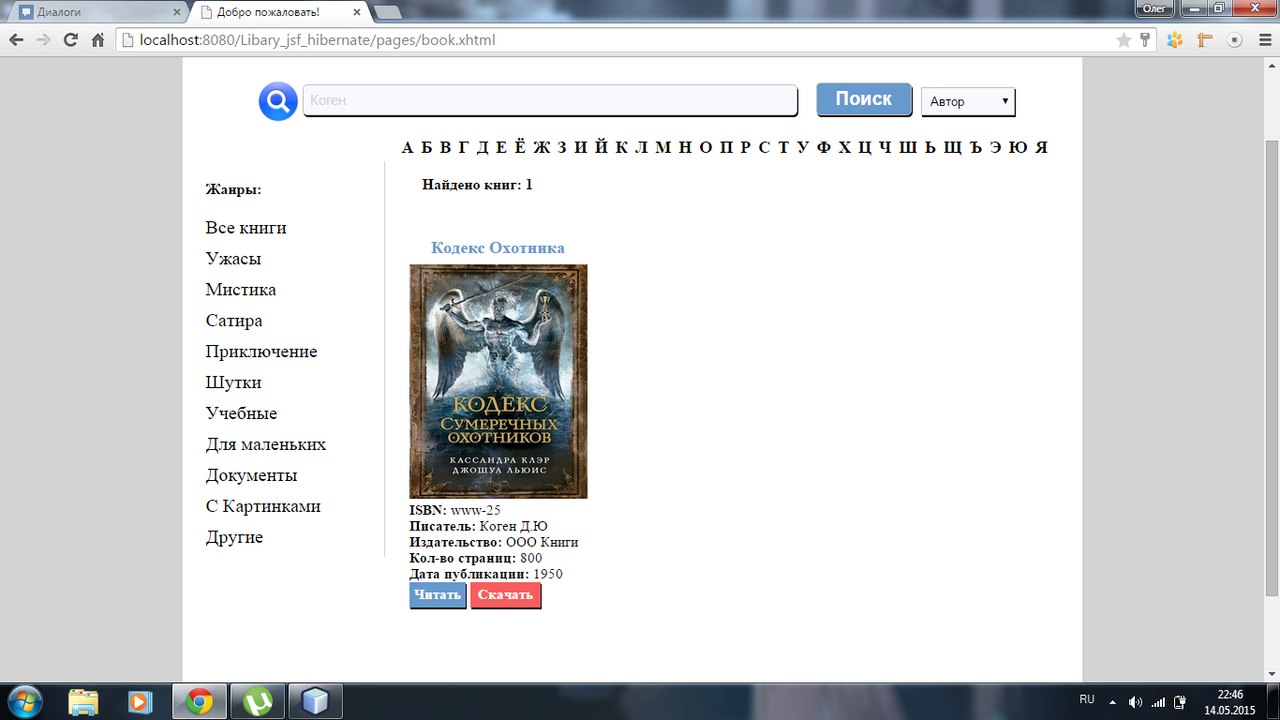 Диалоги
Добро пожаловать!
Олег
localhost:8080/Libary_jsf_hibernate/pages/book.xhtml
Коген
Поиск
Автор
А Б В Г Д Е Ё Ж З И Й К Л М Н О П Р С Т У Ф Х Ц Ч Ш Ь Щ Ъ Э Ю Я
Жанры:
Все книги
Ужасы
Мистика
Сатира
Приключение
Шутки
Учебные
Для маленьких
Документы
С Картинками
Другие
Найдено книг: 1
Кодекс Охотника
КОДЕКС
СУМЕРЕЧНЫХ
ОХОТНИКОВ
КАССАНДРА КЛЭР
ДЖОШУА ЛЬЮИС
ISBN: www-25
Писатель: Коген Д.Ю
Издательство: ООО Книги
Кол-во страниц: 800
Дата публикации: 1950
Читать Скачать
RU
22:46
14.05.2015